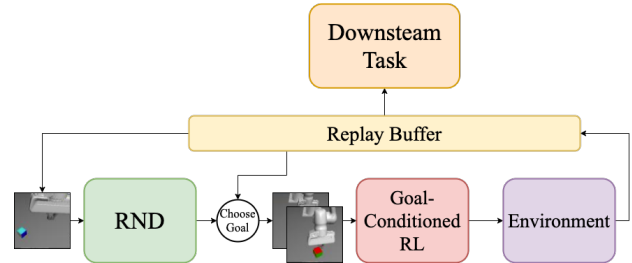 Downsteam
Task
Replay Buffer
RND
Choose
Goal
Goal-
Conditioned
RL
Environment